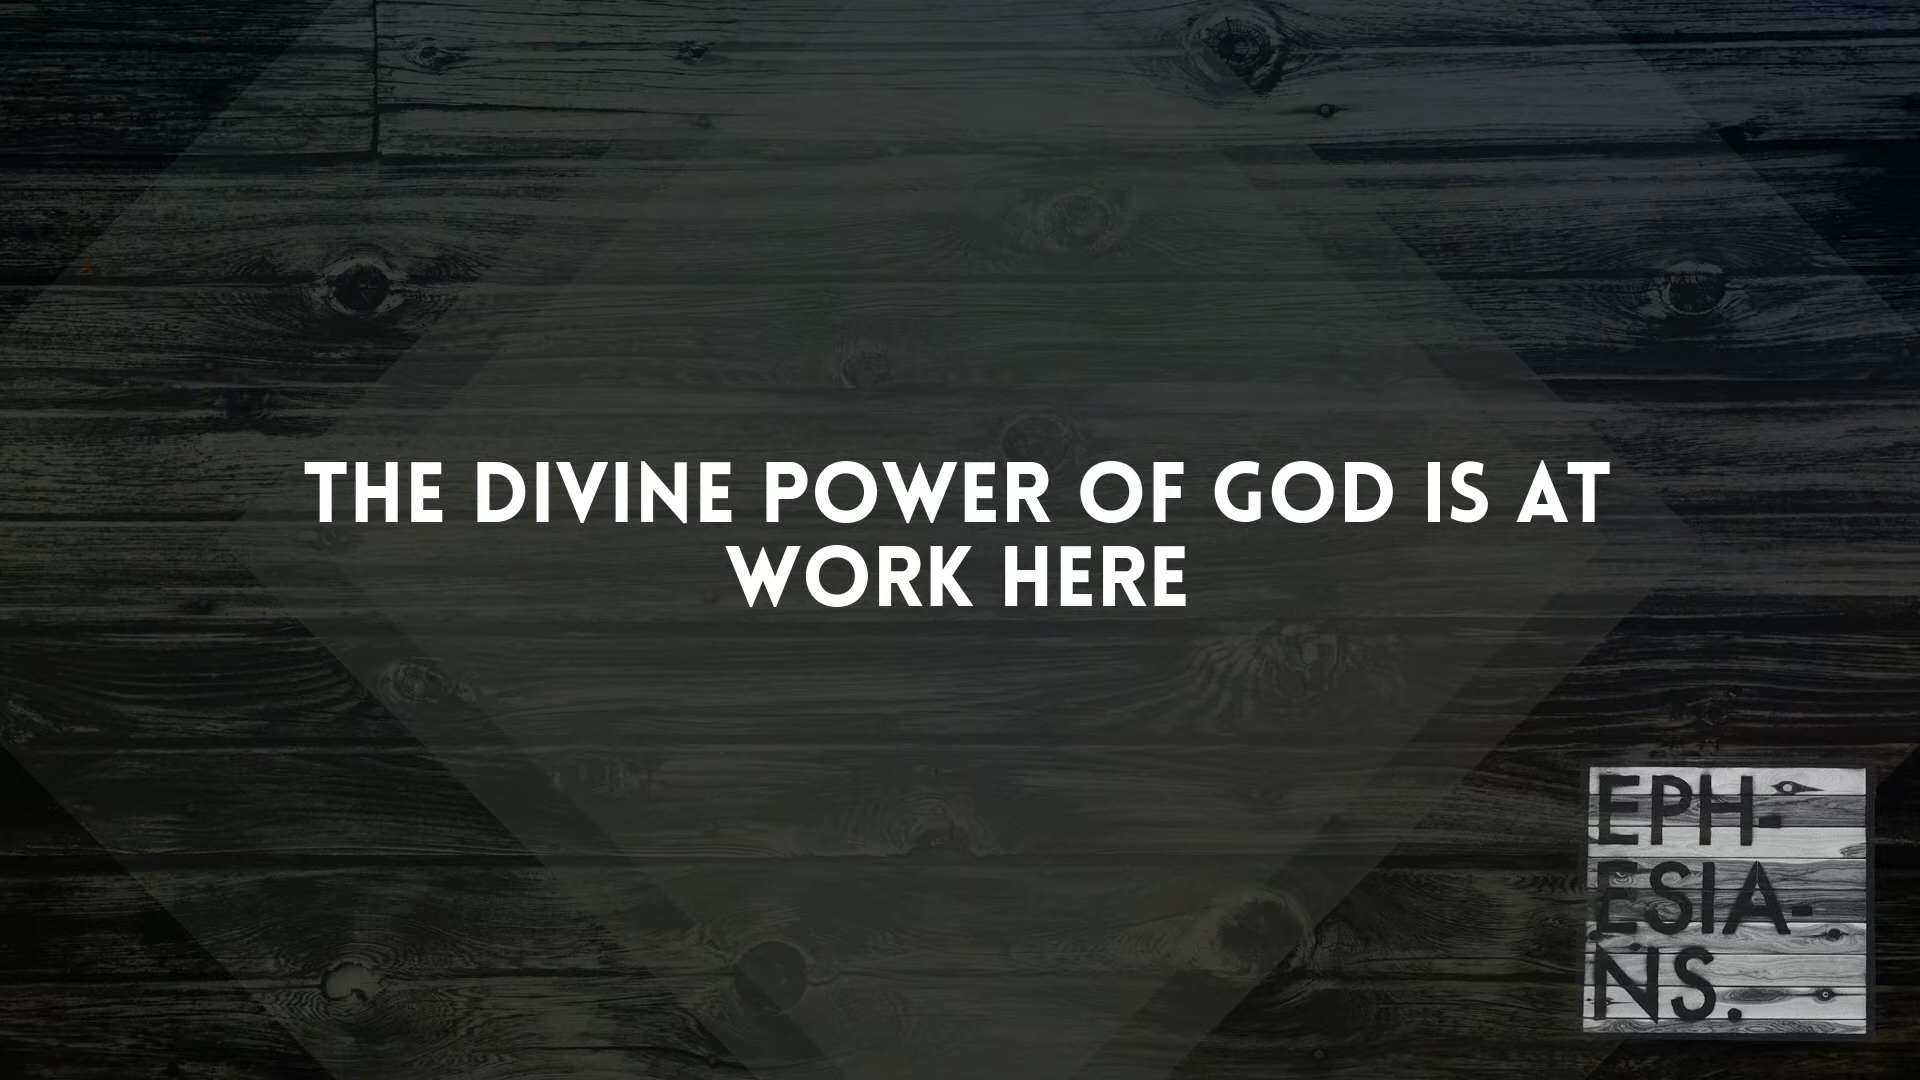 THE DIVINE POWER OF GOD IS AT
WORK HERE
EPH-
ESIA-
NS.